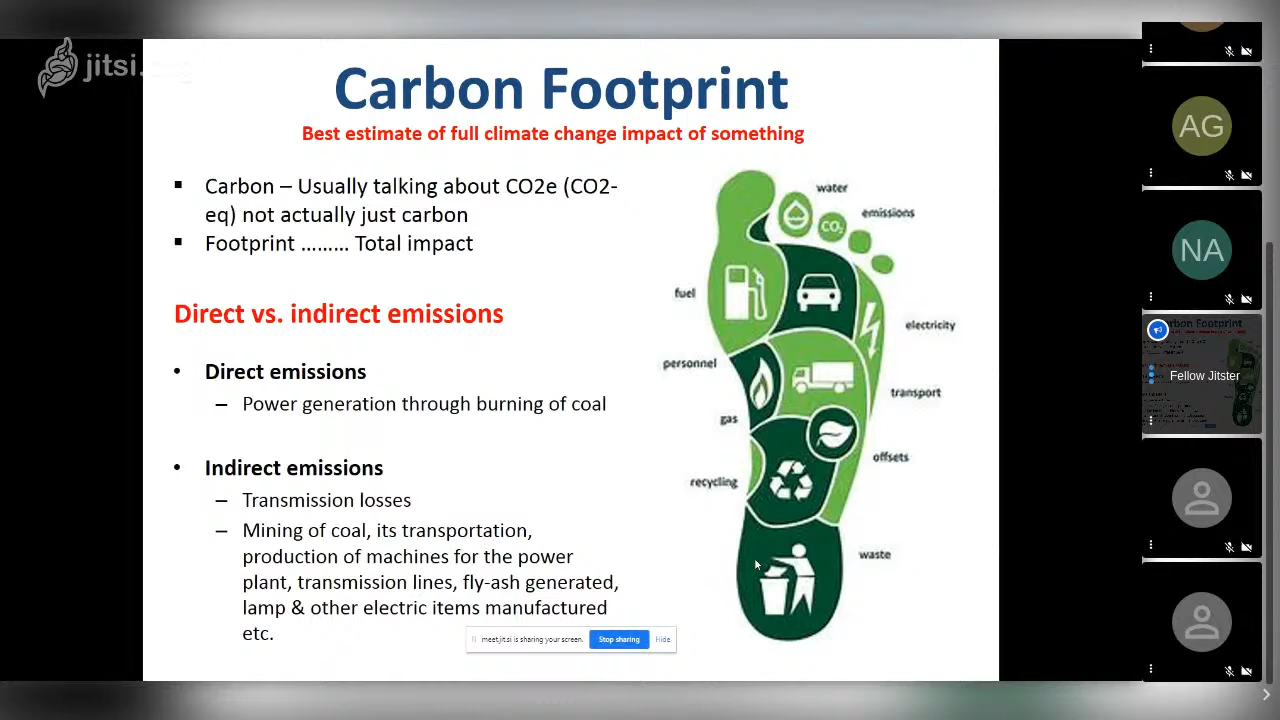 jitsi.org
Carbon Footprint
Best estimate of full climate change impact of something
▪ Carbon – Usually talking about CO2e (CO2-
eq) not actually just carbon
▪ Footprint ……… Total impact
Direct vs. indirect emissions
• Direct emissions
– Power generation through burning of coal
• Indirect emissions
– Transmission losses
– Mining of coal, its transportation,
production of machines for the power
plant, transmission lines, fly-ash generated,
lamp & other electric items manufactured
etc.
water
emissions
CO2
fuel
electricity
personnel
transport
gas
offsets
recycling
waste
meet.jit.si is sharing your screen.
Stop sharing
Hide
AG
NA
Fellow Jitster